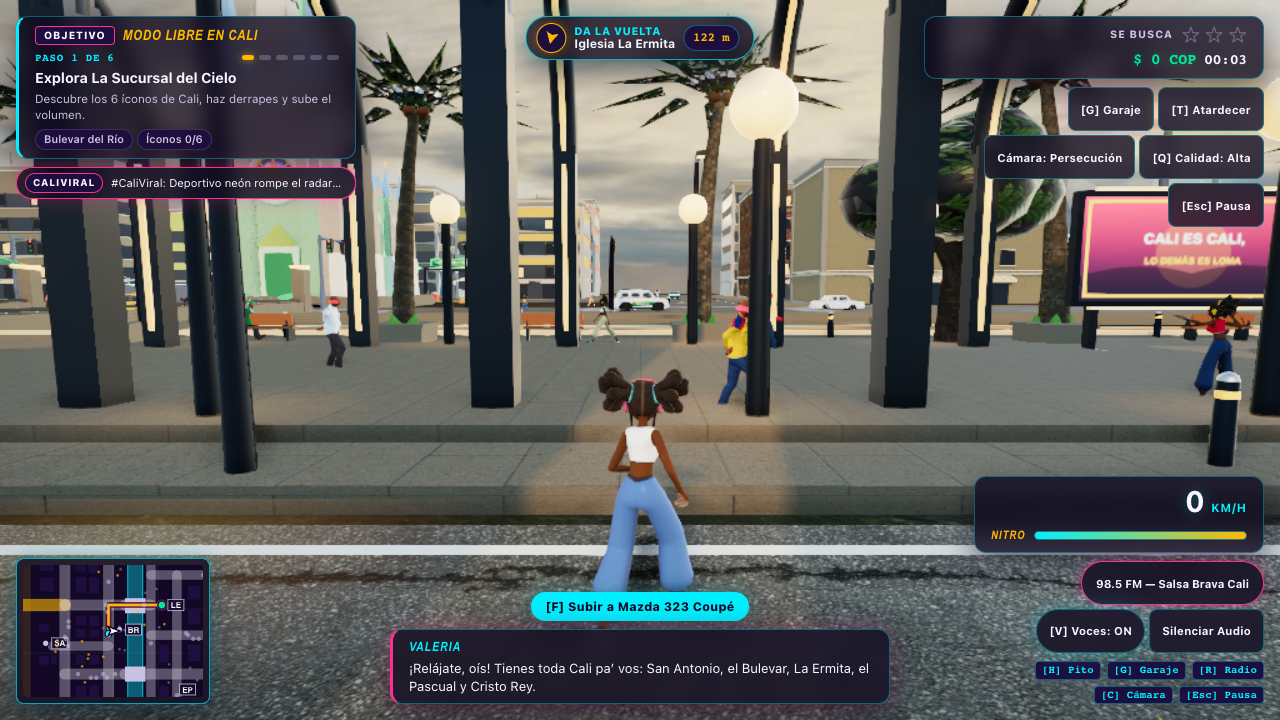 OBJETIVO MODO LIBRE EN CALI
PASO 1 DE 6
Explora La Sucursal del Cielo
Descubre los 6 íconos de Cali, haz derrapes y sube el
volumen.
Bulevar del Río Íconos 0/6
CALIVIRAL #CaliViral: Deportivo neón rompe el radar...
DA LA VUELTA
Iglesia La Ermita 122 m
SE BUSCA
$ 0 COP 00:03
[G] Garaje [T] Atardecer
Cámara: Persecución [Q] Calidad: Alta
[Esc] Pausa
CALI ES CALI,
LO DEMÁS ES LOMA
0 KM/H
NITRO
98.5 FM — Salsa Brava Cali
[V] Voces: ON Silenciar Audio
[H] Pito [G] Garaje [R] Radio
[C] Cámara [Esc] Pausa
[F] Subir a Mazda 323 Coupé
VALERIA
¡Relájate, oís! Tienes toda Cali pa’ vos: San Antonio, el Bulevar, La Ermita, el
Pascual y Cristo Rey.
LE
BR
SA
EP